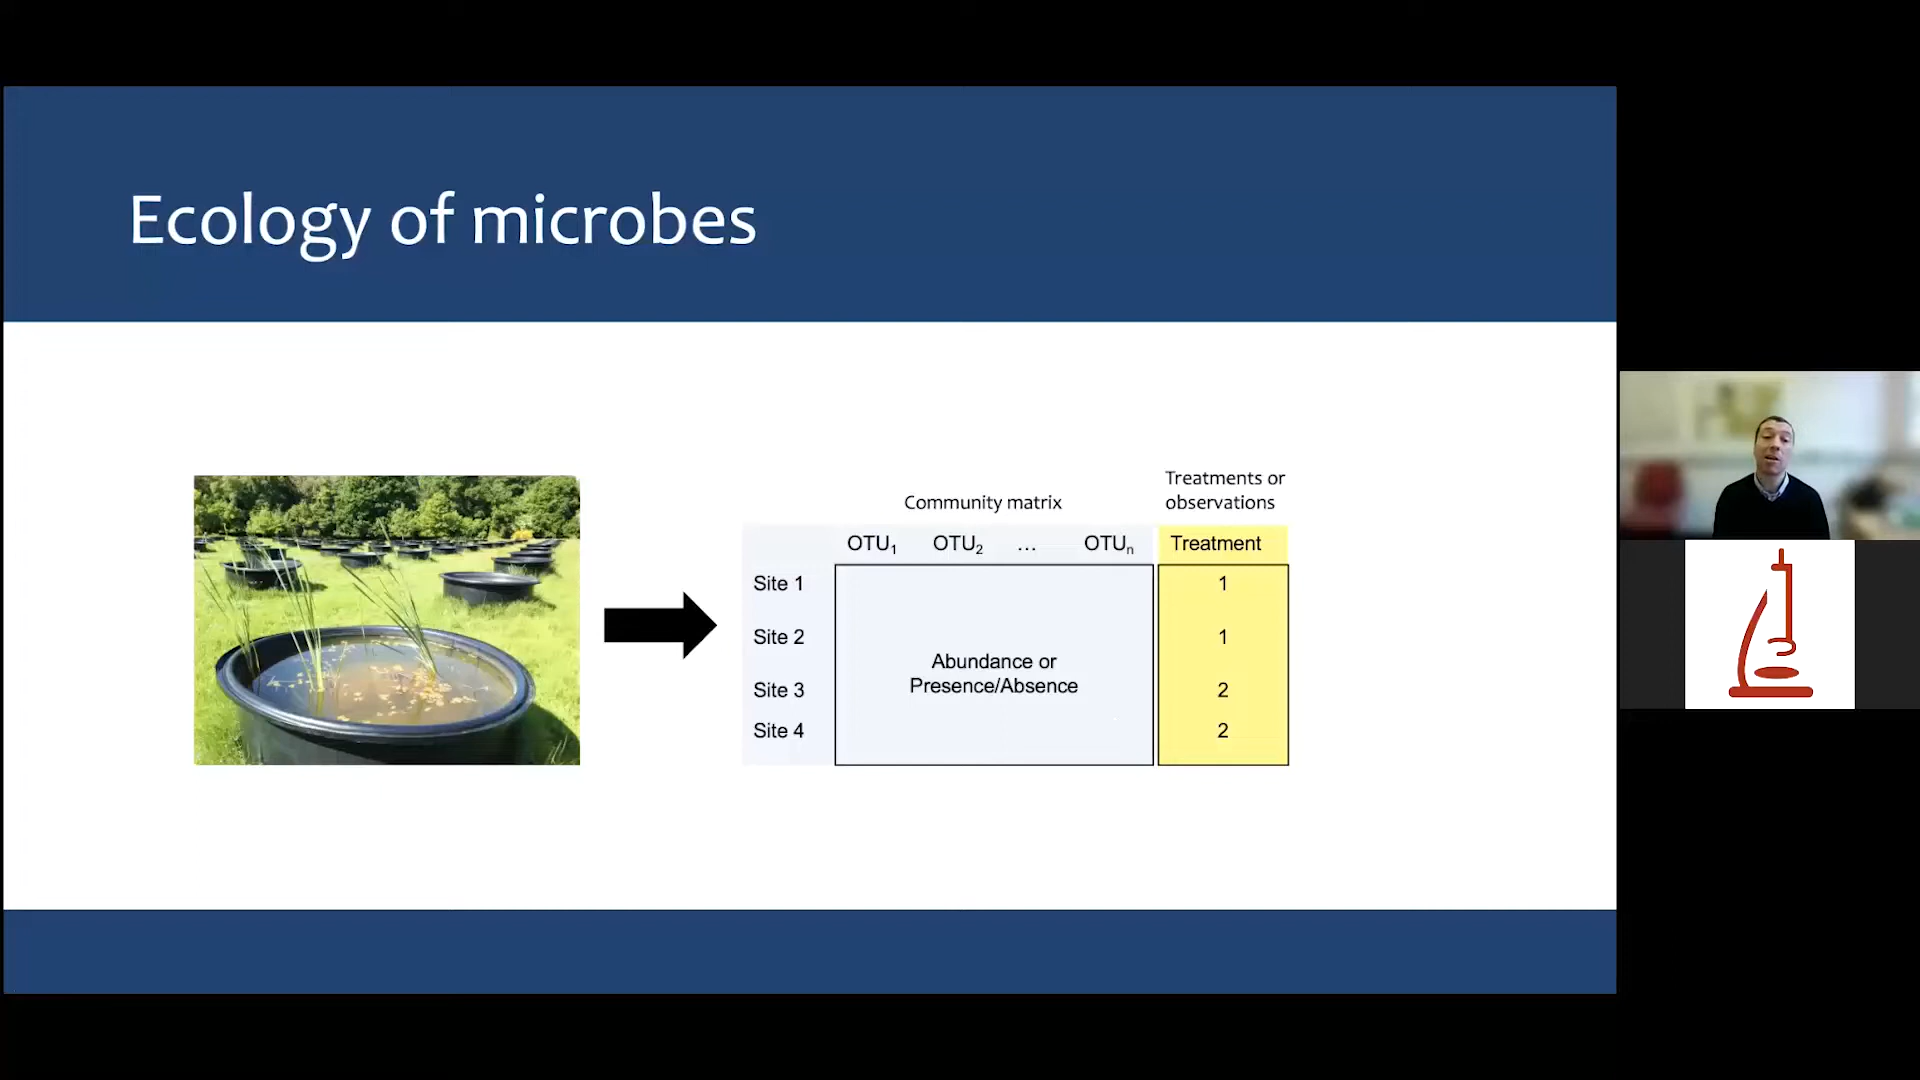 Ecology of microbes
Community matrix
Treatments or
observations
OTU1 OTU2 … OTUn Treatment
Site 1 1
Site 2 1
Site 3 2
Site 4 2
Abundance or
Presence/Absence